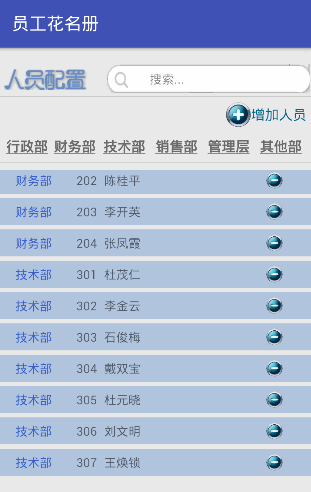 员工花名册
人员配置 搜索...
增加人员
行政部 财务部 技术部 销售部 管理层 其他部
财务部 202 陈桂平
财务部 203 李开英
财务部 204 张凤霞
技术部 301 杜茂仁
技术部 302 李金云
技术部 303 石俊梅
技术部 304 戴双宝
技术部 305 杜元晓
技术部 306 刘文明
技术部 307 王焕锁